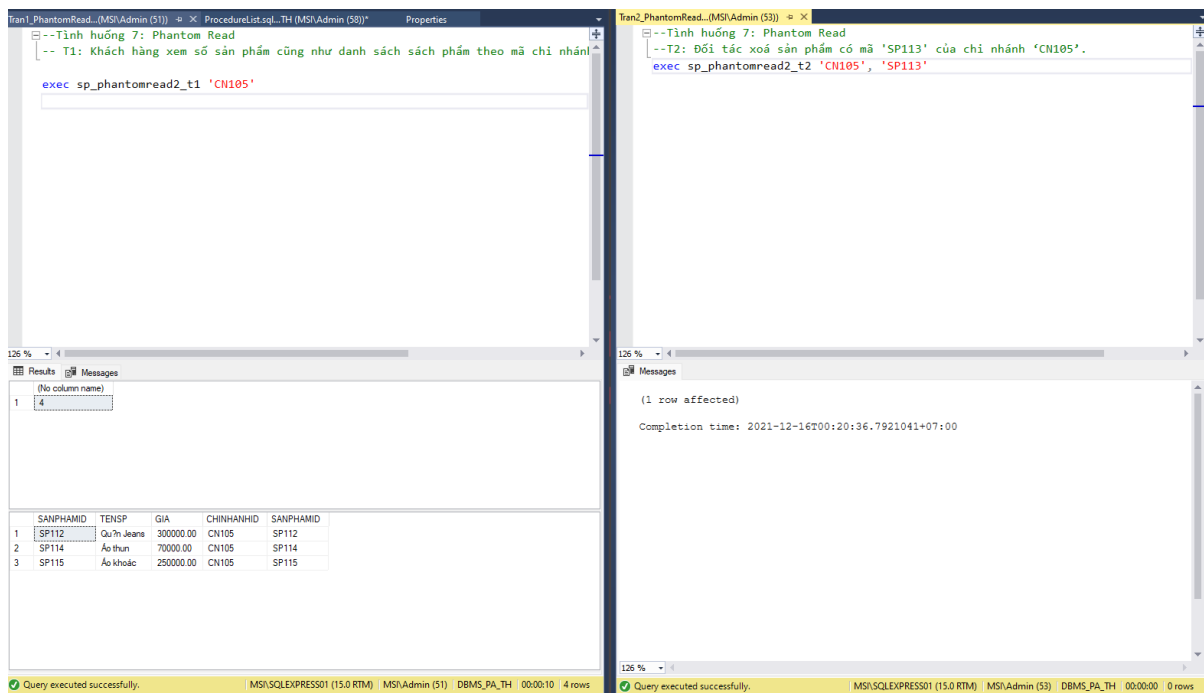 Tran1_PhantomRead...(MSI\Admin (51))
ProcedureList.sql...TH (MSI\Admin (58))*
Properties
--Tình huống 7: Phantom Read
-- T1: Khách hàng xem số sản phẩm cũng như danh sách sách phẩm theo mã chi nhánh
exec sp_phantomread2_t1 'CN105'
126 %
Results
Messages
(No column name)
1 4
SANPHAMID TENSP GIA CHINHANHID SANPHAMID
1 SP112 Qu?n Jeans 300000.00 CN105 SP112
2 SP114 Áo thun 70000.00 CN105 SP114
3 SP115 Áo khoác 250000.00 CN105 SP115
Query executed successfully.
MSI\SQLEXPRESS01 (15.0 RTM) MSI\Admin (51) DBMS_PA_TH 00:00:10 4 rows
Tran2_PhantomRead...(MSI\Admin (53))
--Tình huống 7: Phantom Read
--T2: Đối tác xoá sản phẩm có mã 'SP113' của chi nhánh ‘CN105’.
exec sp_phantomread2_t2 'CN105', 'SP113'
126 %
Messages
(1 row affected)
Completion time: 2021-12-16T00:20:36.7921041+07:00
126 %
Query executed successfully.
MSI\SQLEXPRESS01 (15.0 RTM) MSI\Admin (53) DBMS_PA_TH 00:00:00 0 rows